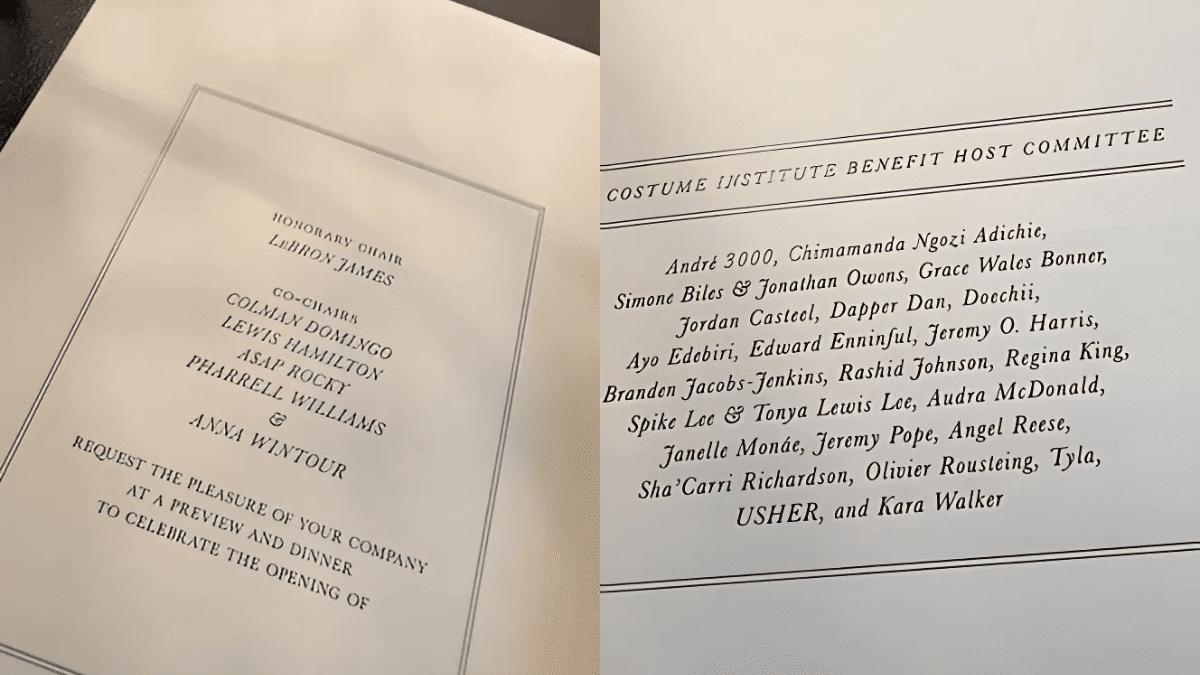 HONORARY CHAIR
LEBRON JAMES
CO-CHAIRS
COLMAN DOMINGO
LEWIS HAMILTON
A$AP ROCKY
PHARRELL WILLIAMS
&
ANNA WINTOUR
REQUEST THE PLEASURE OF YOUR COMPANY
AT A PREVIEW AND DINNER
TO CELEBRATE THE OPENING OF
COSTUME INSTITUTE BENEFIT HOST COMMITTEE
André 3000, Chimamanda Ngozi Adichie,
Simone Biles & Jonathan Owens, Grace Wales Bonner,
Jordan Casteel, Dapper Dan, Doechii,
Ayo Edebiri, Edward Enninful, Jeremy O. Harris,
Branden Jacobs-Jenkins, Rashid Johnson, Regina King,
Spike Lee & Tonya Lewis Lee, Audra McDonald,
Janelle Monáe, Jeremy Pope, Angel Reese,
Sha'Carri Richardson, Olivier Rousteing, Tyla,
USHER, and Kara Walker